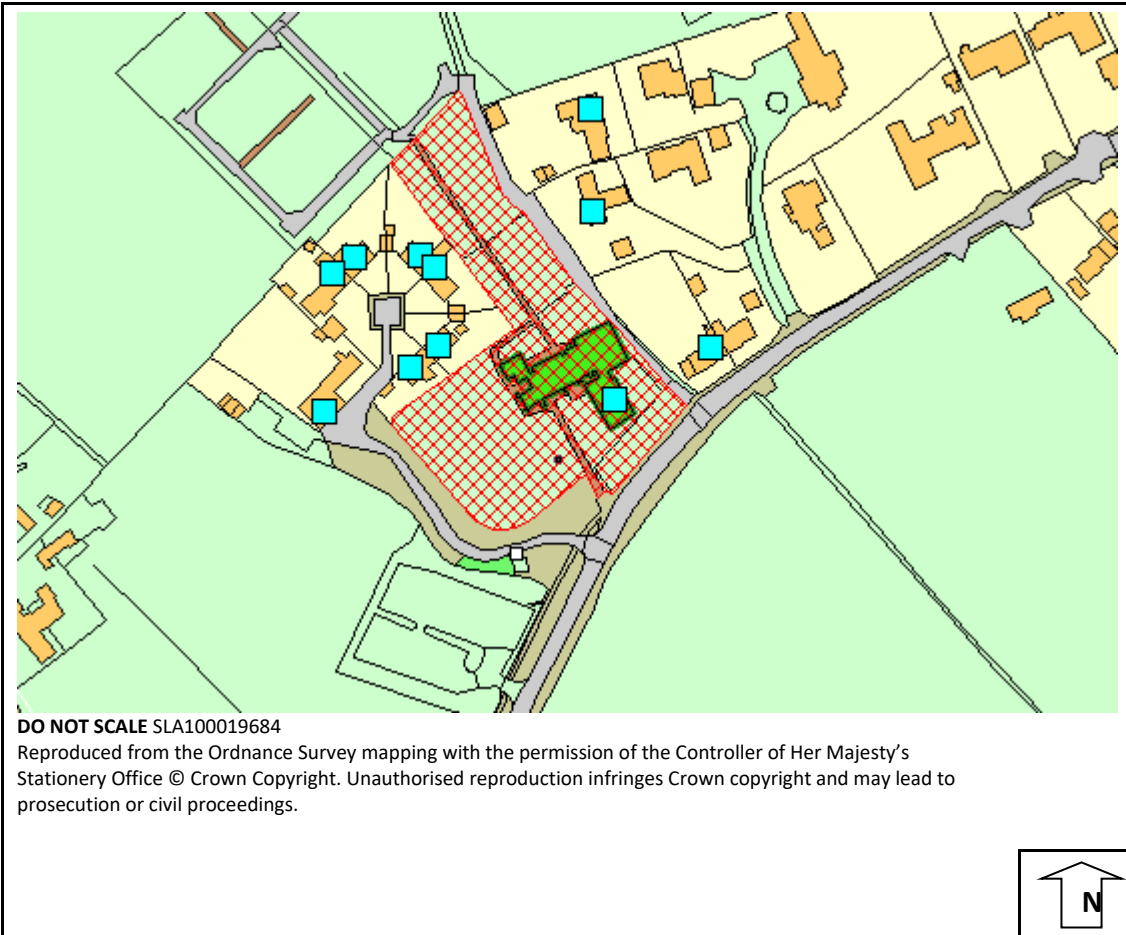 DO NOT SCALE SLA100019684
Reproduced from the Ordnance Survey mapping with the permission of the Controller of Her Majesty’s
Stationery Office © Crown Copyright. Unauthorised reproduction infringes Crown copyright and may lead to
prosecution or civil proceedings.
N